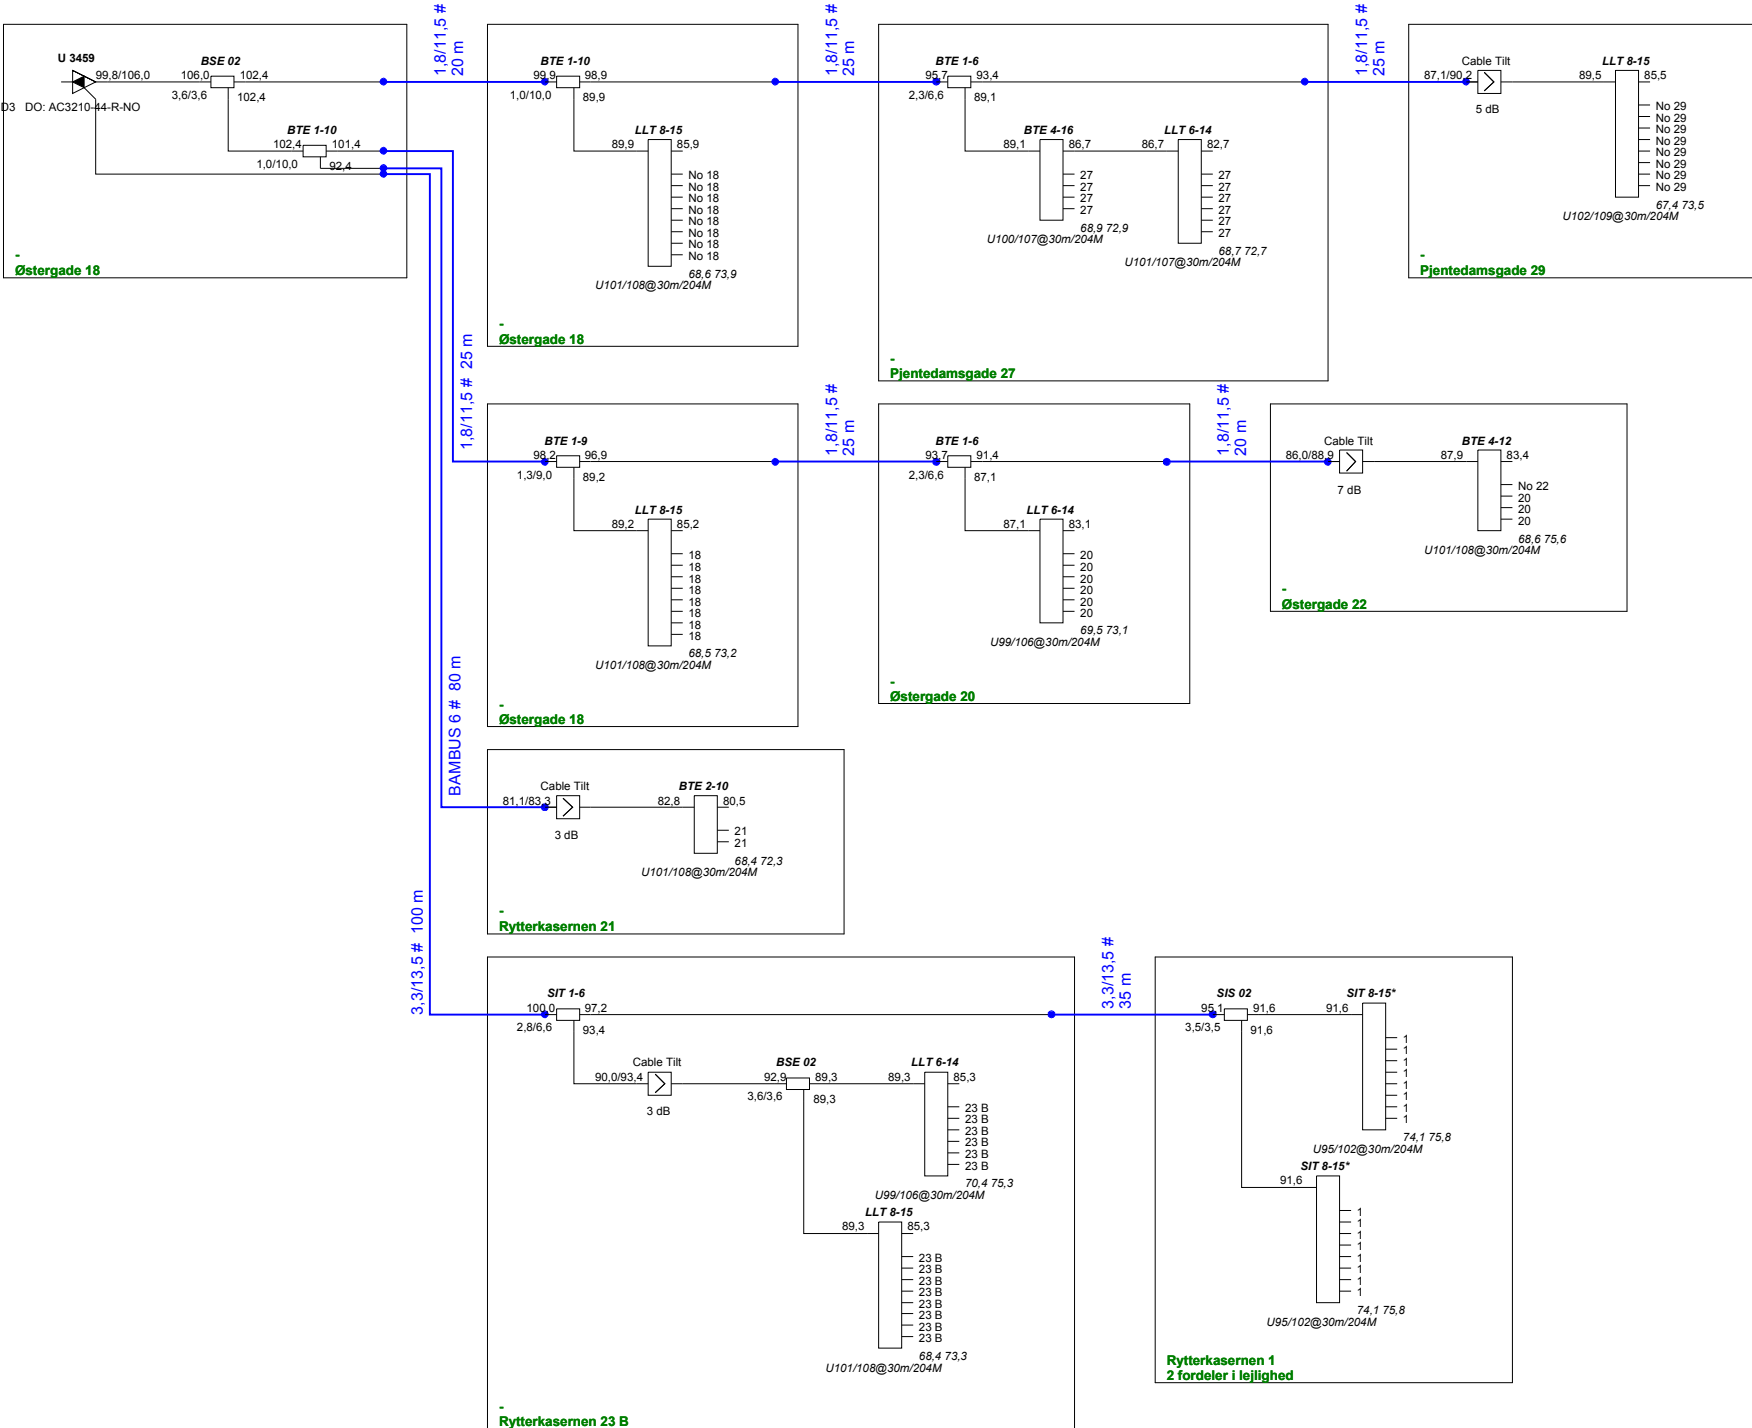 U 3459
99,8/106,0
D3 DO: AC3210-44-R-NO
BSE 02
106,0
102,4
3,6/3,6
102,4
BTE 1-10
102,4
101,4
1,0/10,0
92,4
-
Østergade 18
1,8/11,5 #
20 m
BTE 1-10
99,9
98,9
1,0/10,0
89,9
LLT 8-15
89,9
85,9
No 18
No 18
No 18
No 18
No 18
No 18
No 18
No 18
68,6 73,9
U101/108@30m/204M
-
Østergade 18
1,8/11,5 #
25 m
BTE 1-6
95,7
93,4
2,3/6,6
89,1
BTE 4-16
89,1
86,7
27
27
27
27
68,9 72,9
U100/107@30m/204M
LLT 6-14
86,7
82,7
27
27
27
27
27
27
68,7 72,7
U101/107@30m/204M
-
Pjentedamsgade 27
1,8/11,5 #
25 m
Cable Tilt
87,1/90,2
5 dB
LLT 8-15
89,5
85,5
No 29
No 29
No 29
No 29
No 29
No 29
No 29
No 29
67,4 73,5
U102/109@30m/204M
-
Pjentedamsgade 29
1,8/11,5 # 25 m
BTE 1-9
98,2
96,9
1,3/9,0
89,2
LLT 8-15
89,2
85,2
18
18
18
18
18
18
18
18
68,5 73,2
U101/108@30m/204M
-
Østergade 18
1,8/11,5 #
25 m
BTE 1-6
93,7
91,4
2,3/6,6
87,1
LLT 6-14
87,1
83,1
20
20
20
20
20
20
69,5 73,1
U99/106@30m/204M
-
Østergade 20
1,8/11,5 #
20 m
Cable Tilt
86,0/88,9
7 dB
BTE 4-12
87,9
83,4
No 22
20
20
20
68,6 75,6
U101/108@30m/204M
-
Østergade 22
BAMBUS 6 # 80 m
Cable Tilt
81,1/83,3
3 dB
BTE 2-10
82,8
80,5
21
21
68,4 72,3
U101/108@30m/204M
-
Rytterkasernen 21
3,3/13,5 # 100 m
SIT 1-6
100,0
97,2
2,8/6,6
93,4
Cable Tilt
90,0/93,4
3 dB
BSE 02
92,9
89,3
3,6/3,6
89,3
LLT 6-14
89,3
85,3
23 B
23 B
23 B
23 B
23 B
23 B
70,4 75,3
U99/106@30m/204M
LLT 8-15
89,3
85,3
23 B
23 B
23 B
23 B
23 B
23 B
23 B
23 B
68,4 73,3
U101/108@30m/204M
-
Rytterkasernen 23 B
3,3/13,5 #
35 m
SIS 02
95,1
91,6
3,5/3,5
91,6
SIT 8-15*
91,6
1
1
1
1
1
1
1
1
74,1 75,8
U95/102@30m/204M
SIT 8-15*
91,6
1
1
1
1
1
1
1
1
74,1 75,8
U95/102@30m/204M
Rytterkasernen 1
2 fordeler i lejlighed